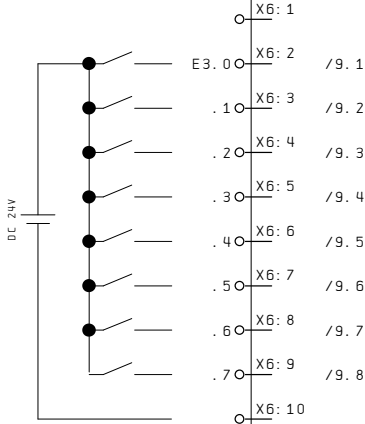 X6:1
E3.0 X6:2 /9.1
.1 X6:3 /9.2
.2 X6:4 /9.3
.3 X6:5 /9.4
DC 24V
.4 X6:6 /9.5
.5 X6:7 /9.6
.6 X6:8 /9.7
.7 X6:9 /9.8
X6:10